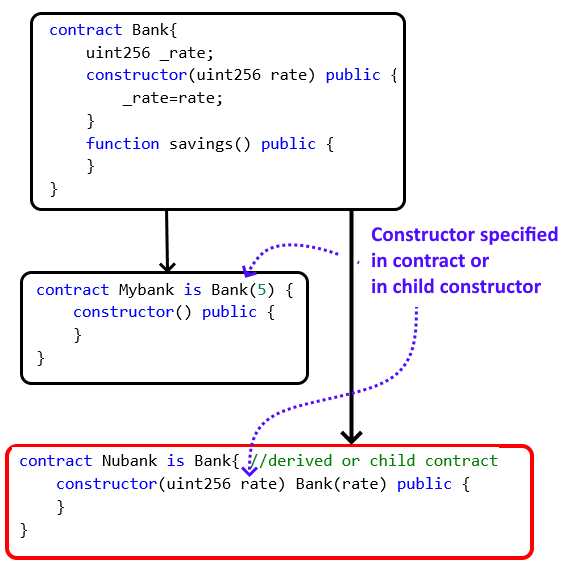 contract Bank{
uint256 _rate;
constructor(uint256 rate) public {
_rate=rate;
}
function savings() public {
}
}
Constructor specified
in contract or
in child constructor
contract Mybank is Bank(5) {
constructor() public {
}
}
contract Nubank is Bank{ //derived or child contract
constructor(uint256 rate) Bank(rate) public {
}
}